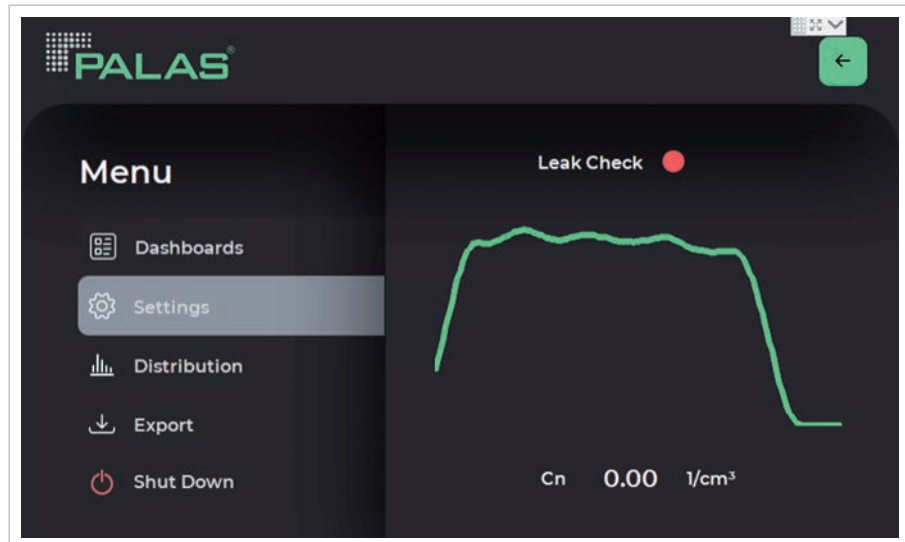 PALAS®
Menu
Dashboards
Settings
Distribution
Export
Shut Down
Leak Check
Cn 0.00 1/cm³